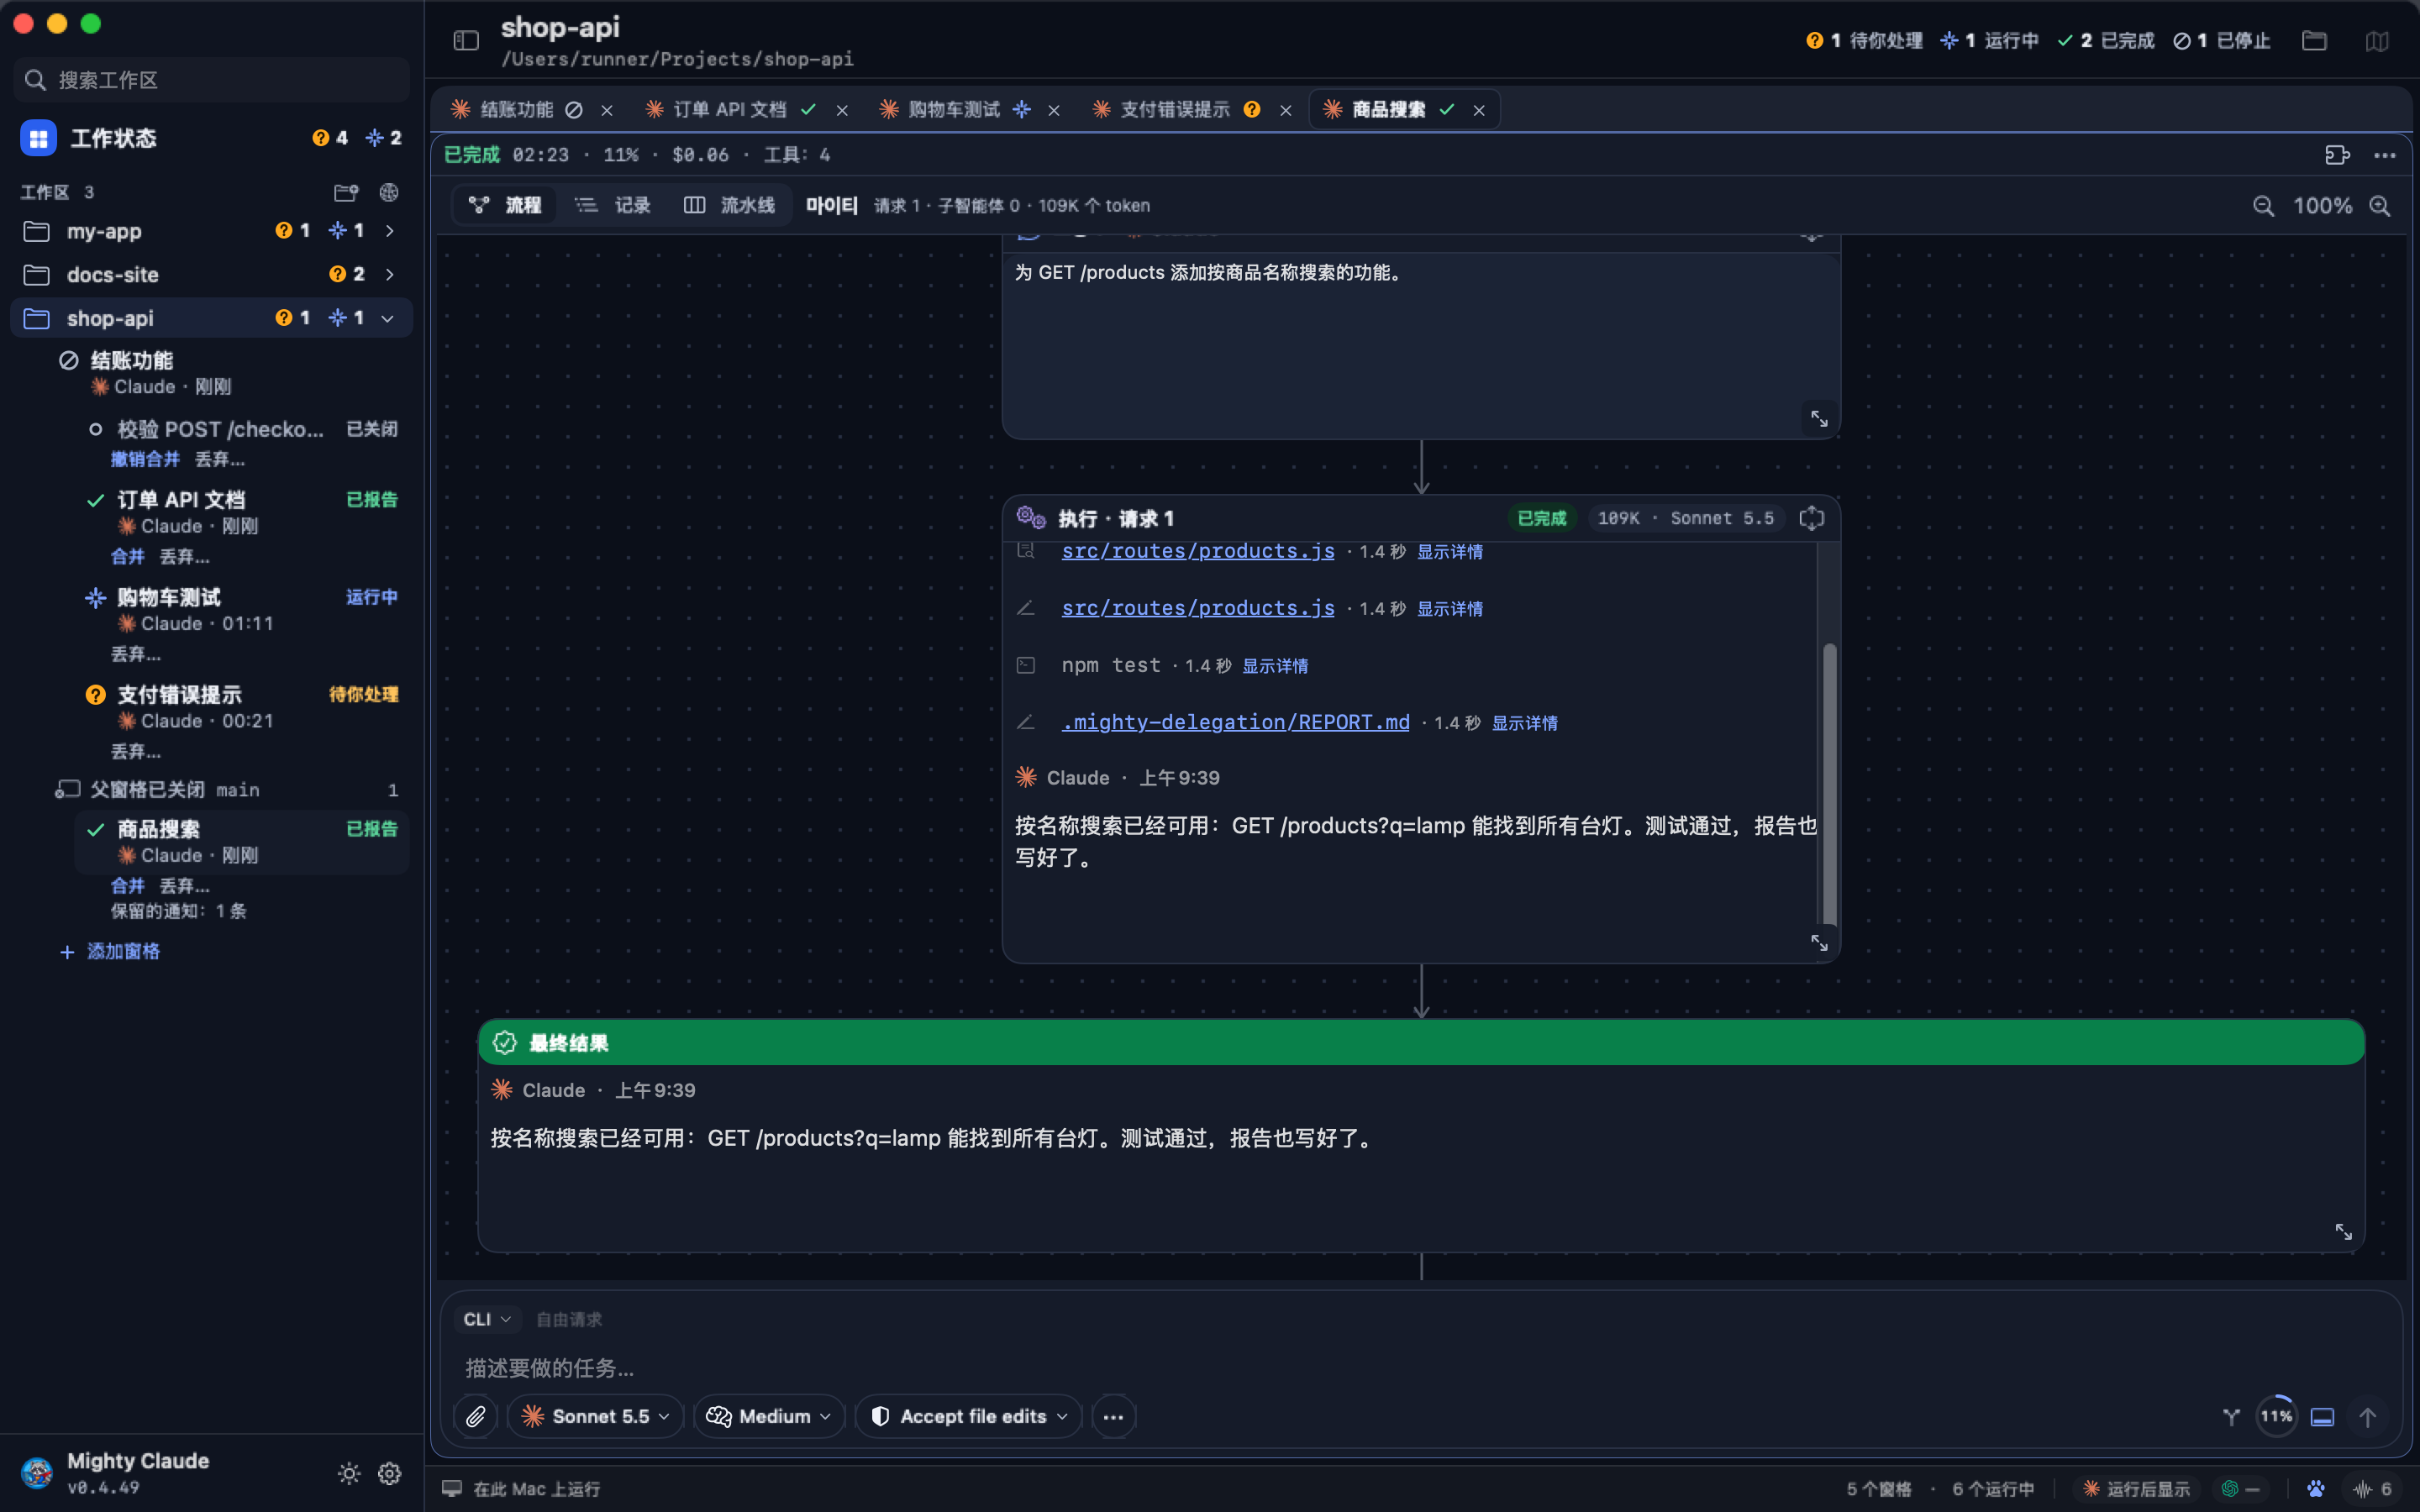 搜索工作区
工作状态 4 2
工作区 3
my-app 1 1
docs-site 2
shop-api 1 1
结账功能
Claude · 刚刚
校验 POST /checko... 已关闭
撤销合并 丢弃...
订单 API 文档 已报告
Claude · 刚刚
合并 丢弃...
购物车测试 运行中
Claude · 01:11
丢弃...
支付错误提示 待你处理
Claude · 00:21
丢弃...
父窗格已关闭 main 1
商品搜索 已报告
Claude · 刚刚
合并 丢弃...
保留的通知：1 条
添加窗格
Mighty Claude
v0.4.49
shop-api
/Users/runner/Projects/shop-api
1 待你处理 1 运行中 2 已完成 1 已停止
结账功能 订单 API 文档 购物车测试 支付错误提示 商品搜索
已完成 02:23 · 11% · $0.06 · 工具：4
流程 记录 流水线 마이티 请求 1 · 子智能体 0 · 109K 个 token
100%
为 GET /products 添加按商品名称搜索的功能。
执行 · 请求 1 已完成 109K · Sonnet 5.5
src/routes/products.js · 1.4 秒 显示详情
src/routes/products.js · 1.4 秒 显示详情
npm test · 1.4 秒 显示详情
.mighty-delegation/REPORT.md · 1.4 秒 显示详情
Claude · 上午9:39
按名称搜索已经可用：GET /products?q=lamp 能找到所有台灯。测试通过，报告也
写好了。
最终结果
Claude · 上午9:39
按名称搜索已经可用：GET /products?q=lamp 能找到所有台灯。测试通过，报告也写好了。
CLI 自由请求
描述要做的任务...
Sonnet 5.5 Medium Accept file edits 11%
在此 Mac 上运行 5 个窗格 · 6 个运行中 运行后显示 — 6